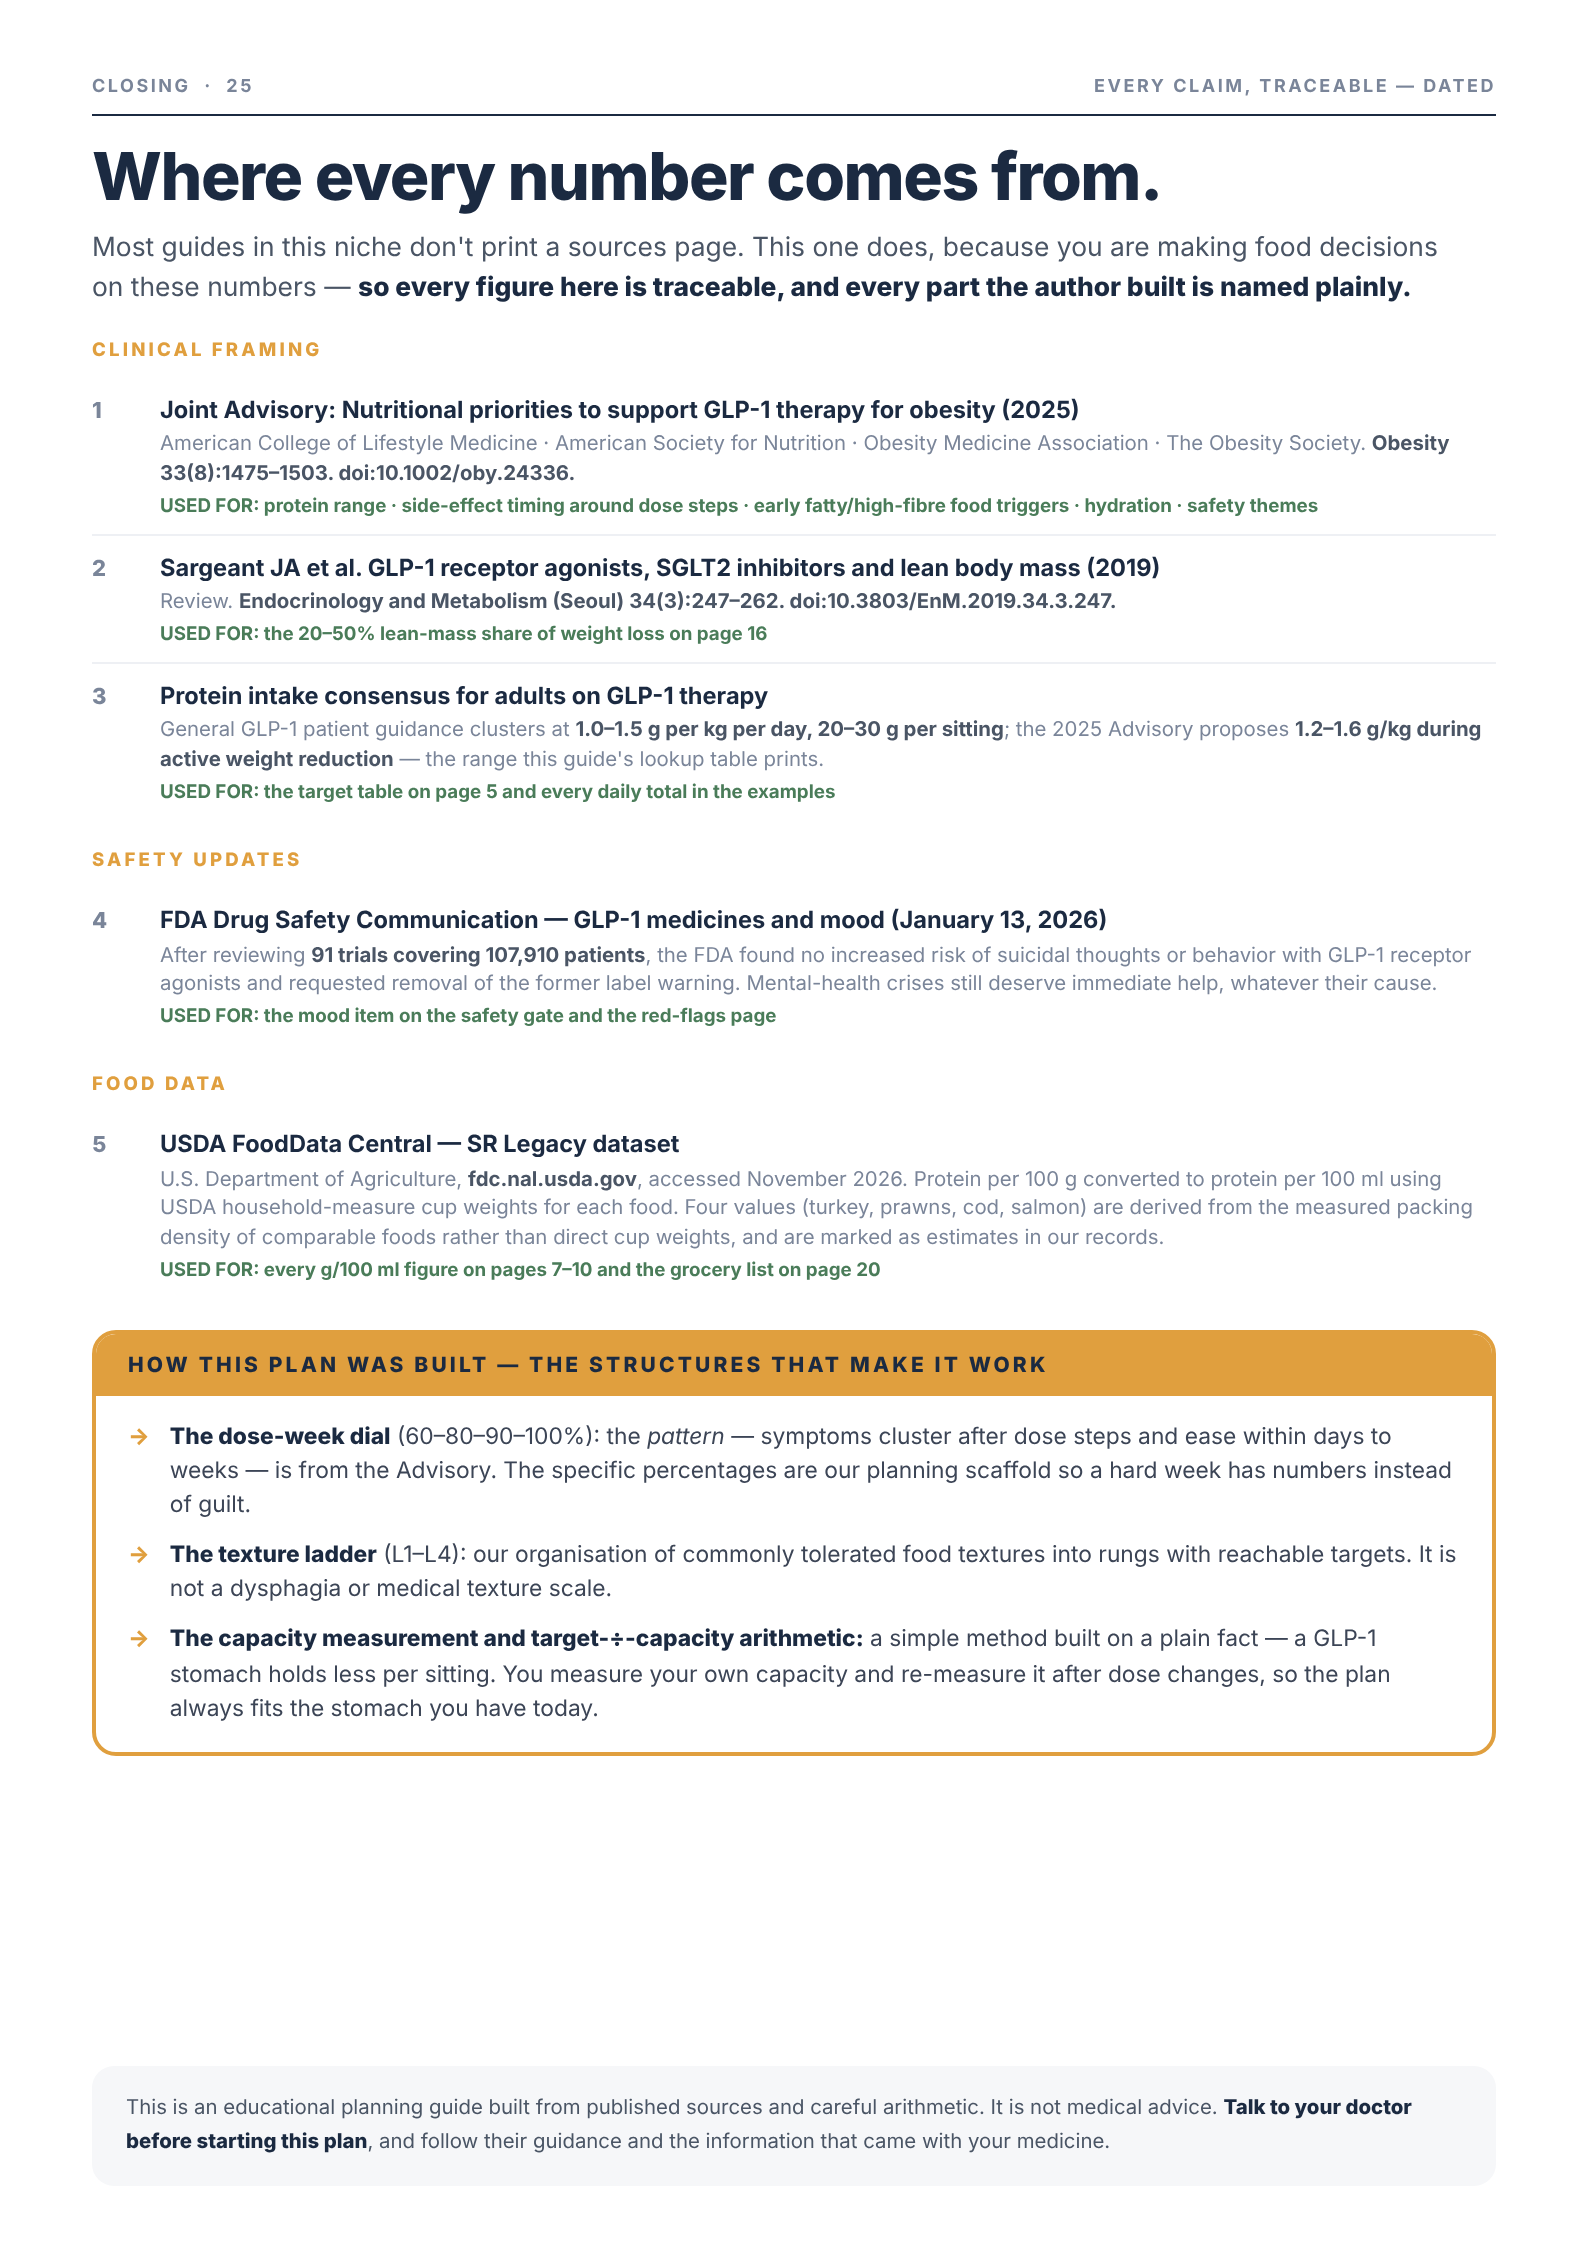 CLOSING · 25
EVERY CLAIM, TRACEABLE — DATED
Where every number comes from.
Most guides in this niche don't print a sources page. This one does, because you are making food decisions
on these numbers — so every figure here is traceable, and every part the author built is named plainly.
CLINICAL FRAMING
1 Joint Advisory: Nutritional priorities to support GLP-1 therapy for obesity (2025)
American College of Lifestyle Medicine · American Society for Nutrition · Obesity Medicine Association · The Obesity Society. Obesity
33(8):1475–1503. doi:10.1002/oby.24336.
USED FOR: protein range · side-effect timing around dose steps · early fatty/high-fibre food triggers · hydration · safety themes
2 Sargeant JA et al. GLP-1 receptor agonists, SGLT2 inhibitors and lean body mass (2019)
Review. Endocrinology and Metabolism (Seoul) 34(3):247–262. doi:10.3803/EnM.2019.34.3.247.
USED FOR: the 20–50% lean-mass share of weight loss on page 16
3 Protein intake consensus for adults on GLP-1 therapy
General GLP-1 patient guidance clusters at 1.0–1.5 g per kg per day, 20–30 g per sitting; the 2025 Advisory proposes 1.2–1.6 g/kg during
active weight reduction — the range this guide's lookup table prints.
USED FOR: the target table on page 5 and every daily total in the examples
SAFETY UPDATES
4 FDA Drug Safety Communication — GLP-1 medicines and mood (January 13, 2026)
After reviewing 91 trials covering 107,910 patients, the FDA found no increased risk of suicidal thoughts or behavior with GLP-1 receptor
agonists and requested removal of the former label warning. Mental-health crises still deserve immediate help, whatever their cause.
USED FOR: the mood item on the safety gate and the red-flags page
FOOD DATA
5 USDA FoodData Central — SR Legacy dataset
U.S. Department of Agriculture, fdc.nal.usda.gov, accessed November 2026. Protein per 100 g converted to protein per 100 ml using
USDA household-measure cup weights for each food. Four values (turkey, prawns, cod, salmon) are derived from the measured packing
density of comparable foods rather than direct cup weights, and are marked as estimates in our records.
USED FOR: every g/100 ml figure on pages 7–10 and the grocery list on page 20
HOW THIS PLAN WAS BUILT — THE STRUCTURES THAT MAKE IT WORK
→ The dose-week dial (60–80–90–100%): the pattern — symptoms cluster after dose steps and ease within days to
weeks — is from the Advisory. The specific percentages are our planning scaffold so a hard week has numbers instead
of guilt.
→ The texture ladder (L1–L4): our organisation of commonly tolerated food textures into rungs with reachable targets. It is
not a dysphagia or medical texture scale.
→ The capacity measurement and target-÷-capacity arithmetic: a simple method built on a plain fact — a GLP-1
stomach holds less per sitting. You measure your own capacity and re-measure it after dose changes, so the plan
always fits the stomach you have today.
This is an educational planning guide built from published sources and careful arithmetic. It is not medical advice. Talk to your doctor
before starting this plan, and follow their guidance and the information that came with your medicine.